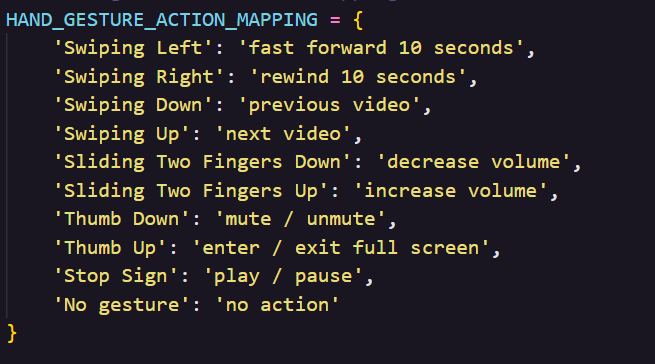 HAND_GESTURE_ACTION_MAPPING = {
    'Swiping Left': 'fast forward 10 seconds',
    'Swiping Right': 'rewind 10 seconds',
    'Swiping Down': 'previous video',
    'Swiping Up': 'next video',
    'Sliding Two Fingers Down': 'decrease volume',
    'Sliding Two Fingers Up': 'increase volume',
    'Thumb Down': 'mute / unmute',
    'Thumb Up': 'enter / exit full screen',
    'Stop Sign': 'play / pause',
    'No gesture': 'no action'
}